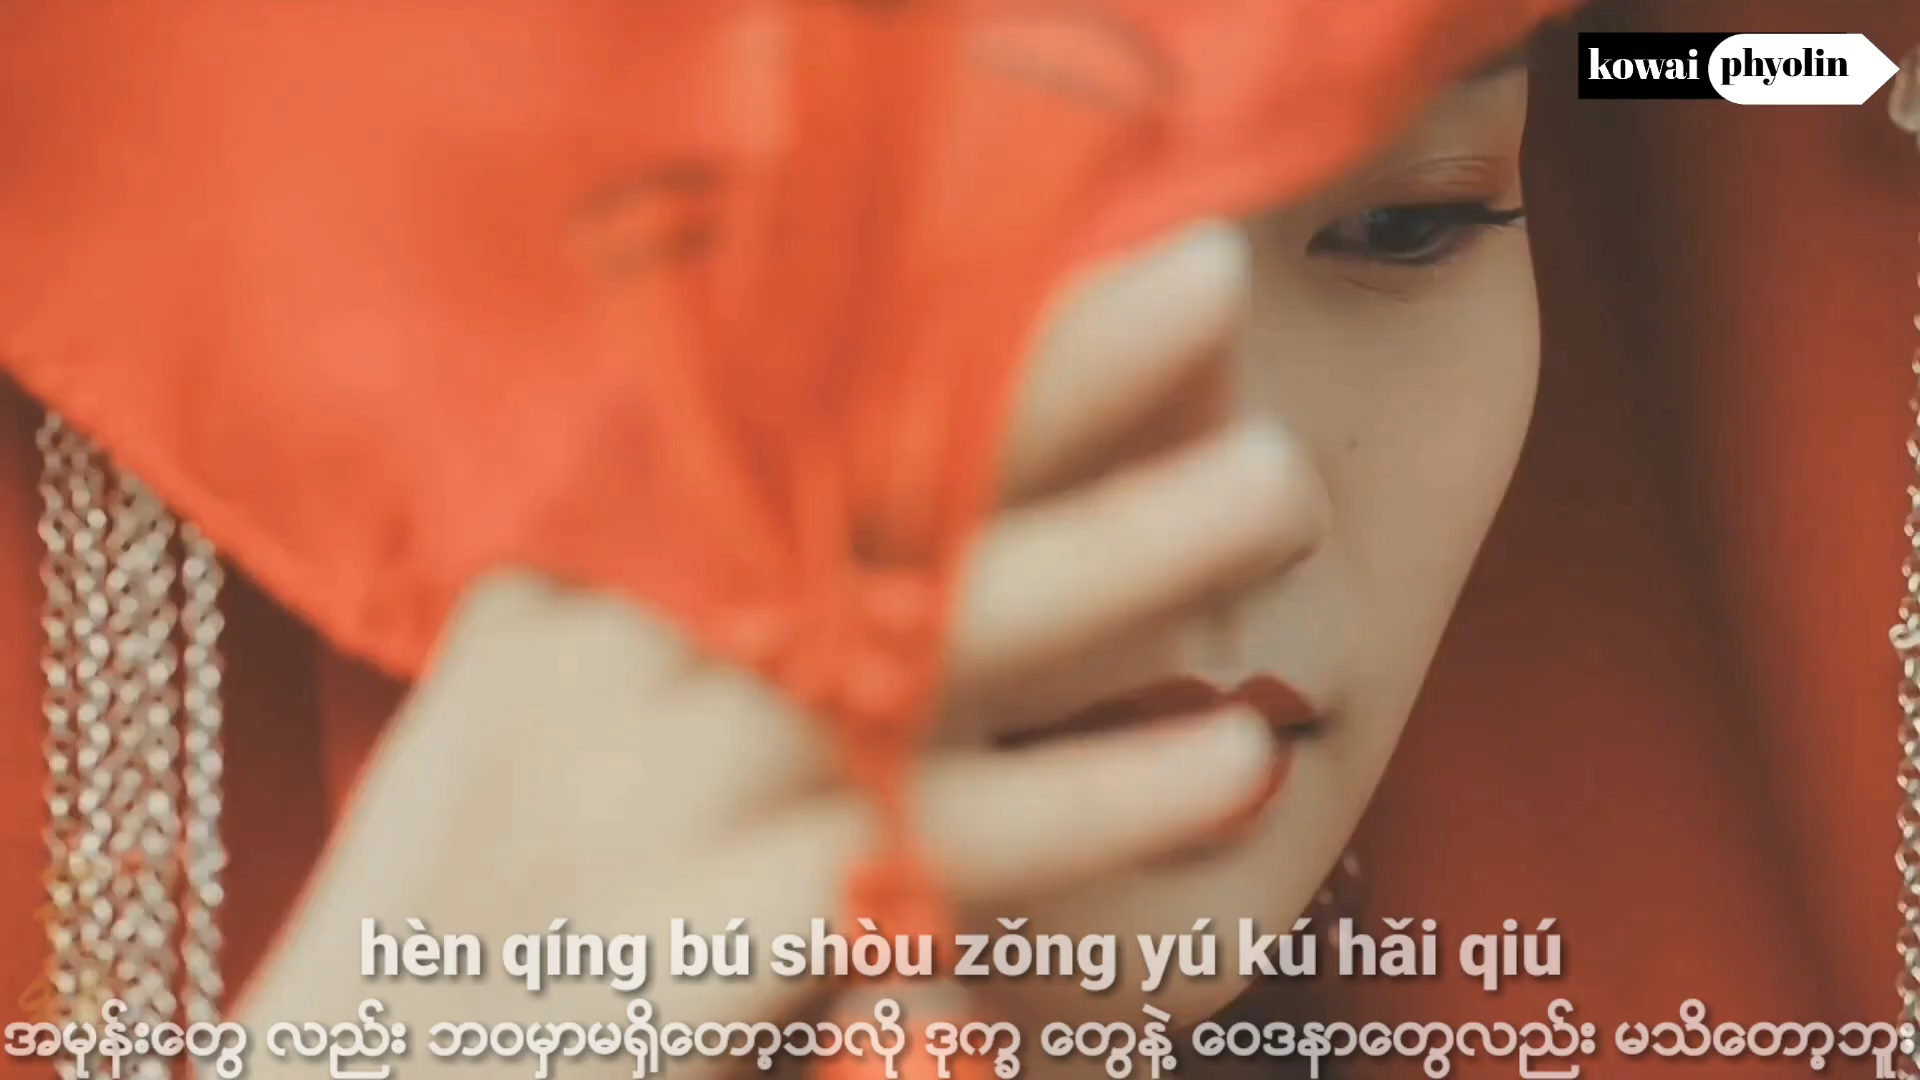 kowai phyolin
hèn qíng bú shòu zǒng yú kú hǎi qiú
အမုန်းတွေ လည်း ဘဝမှာမရှိတော့သလို ဒုက္ခ တွေနဲ့ ဝေဒနာတွေလည်း မသိတော့ဘူး